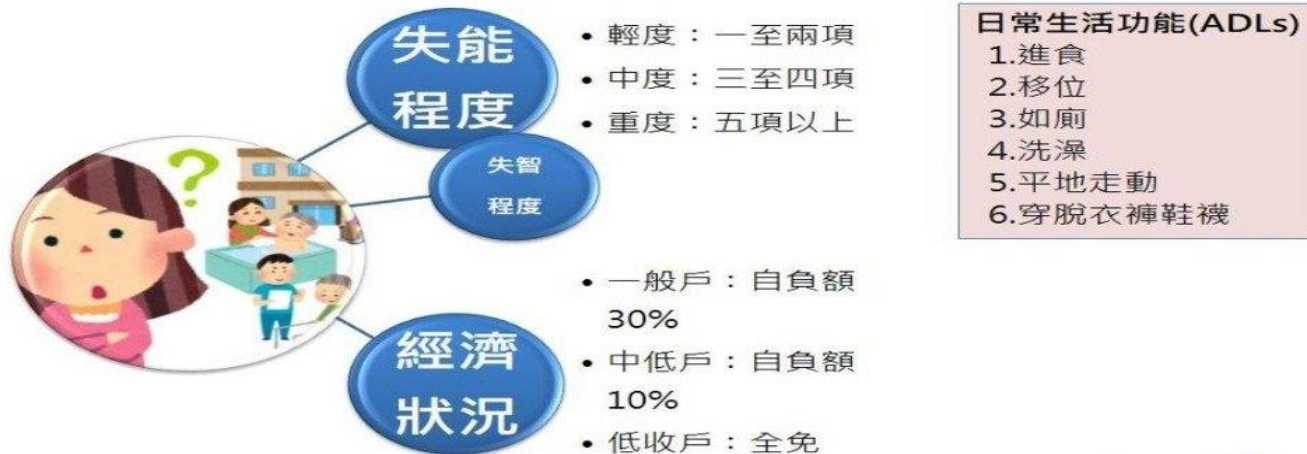 失能
程度
• 輕度：一至兩項
• 中度：三至四項
• 重度：五項以上
失智
程度
?
經濟
狀況
• 一般戶：自負額
30%
• 中低戶：自負額
10%
• 低收戶：全免
日常生活功能(ADLs)
1.進食
2.移位
3.如廁
4.洗澡
5.平地走動
6.穿脫衣褲鞋襪